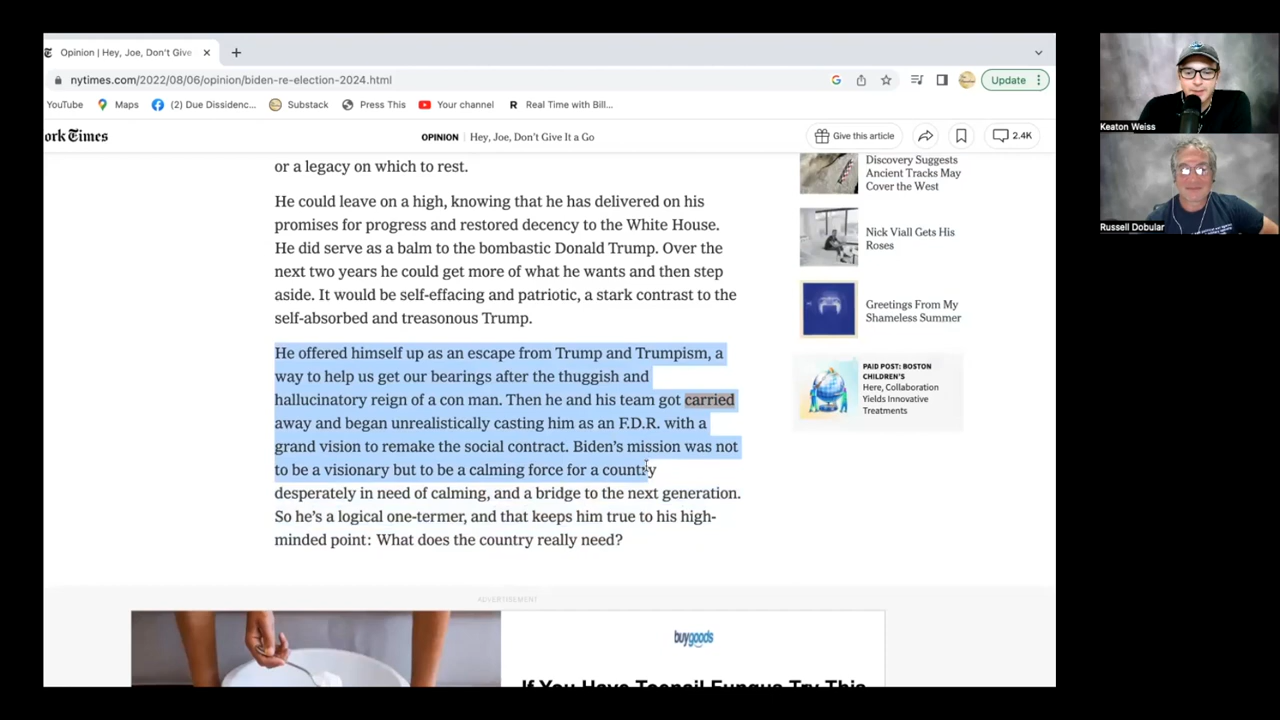 Opinion | Hey, Joe, Don't Give
nytimes.com/2022/08/06/opinion/biden-re-election-2024.html
Update
YouTube
Maps
(2) Due Dissidenc...
Substack
Press This
Your channel
Real Time with Bill...
ork Times
OPINION
Hey, Joe, Don't Give It a Go
Give this article
2.4K
or a legacy on which to rest.
He could leave on a high, knowing that he has delivered on his
promises for progress and restored decency to the White House.
He did serve as a balm to the bombastic Donald Trump. Over the
next two years he could get more of what he wants and then step
aside. It would be self-effacing and patriotic, a stark contrast to the
self-absorbed and treasonous Trump.
He offered himself up as an escape from Trump and Trumpism, a
way to help us get our bearings after the thuggish and
hallucinatory reign of a con man. Then he and his team got carried
away and began unrealistically casting him as an F.D.R. with a
grand vision to remake the social contract. Biden's mission was not
to be a visionary but to be a calming force for a country
desperately in need of calming, and a bridge to the next generation.
So he's a logical one-termer, and that keeps him true to his high-
minded point: What does the country really need?
Discovery Suggests
Ancient Tracks May
Cover the West
Nick Viall Gets His
Roses
Greetings From My
Shameless Summer
PAID POST: BOSTON
CHILDREN'S
Here, Collaboration
Yields Innovative
Treatments
ADVERTISEMENT
buygoods
If You Have Toenail Fungus Try This
Keaton Weiss
Russell Dobular